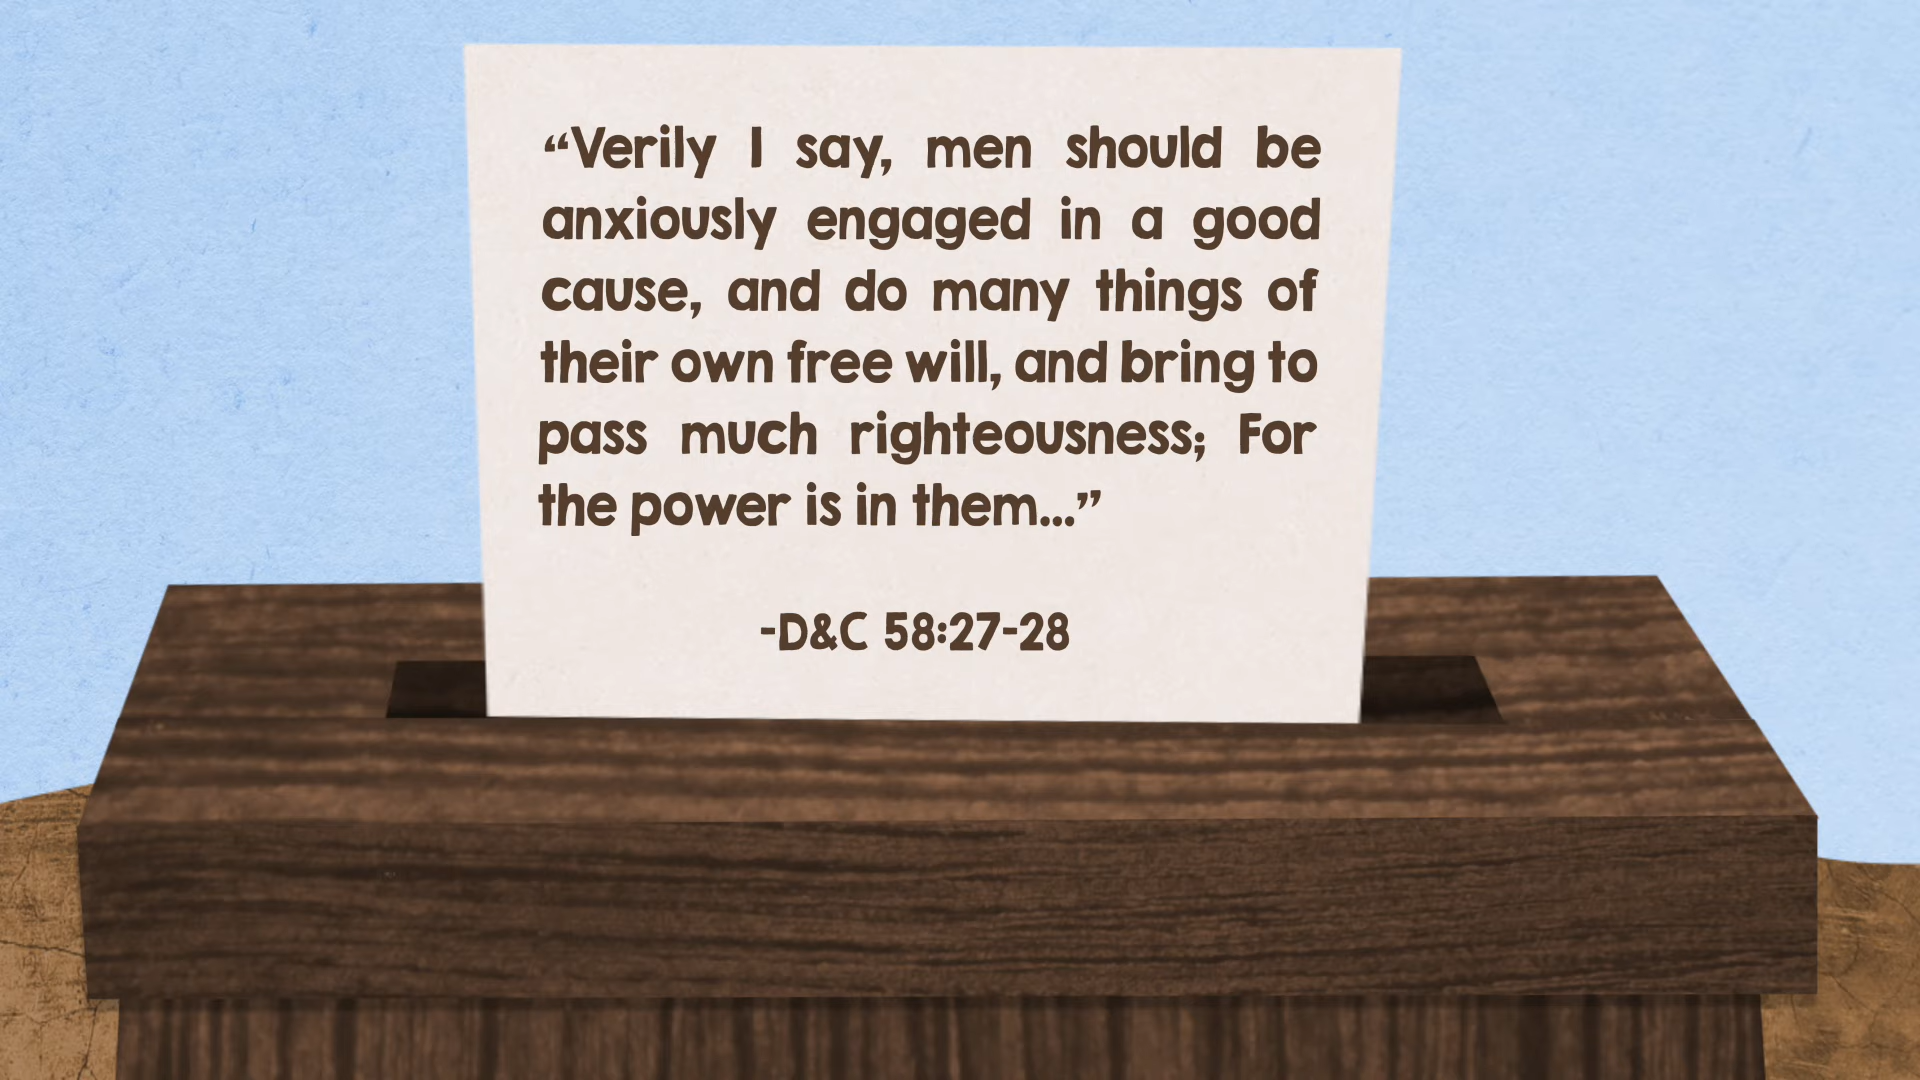 “Verily I say, men should be
anxiously engaged in a good
cause, and do many things of
their own free will, and bring to
pass much righteousness; For
the power is in them...”
-D&C 58:27-28